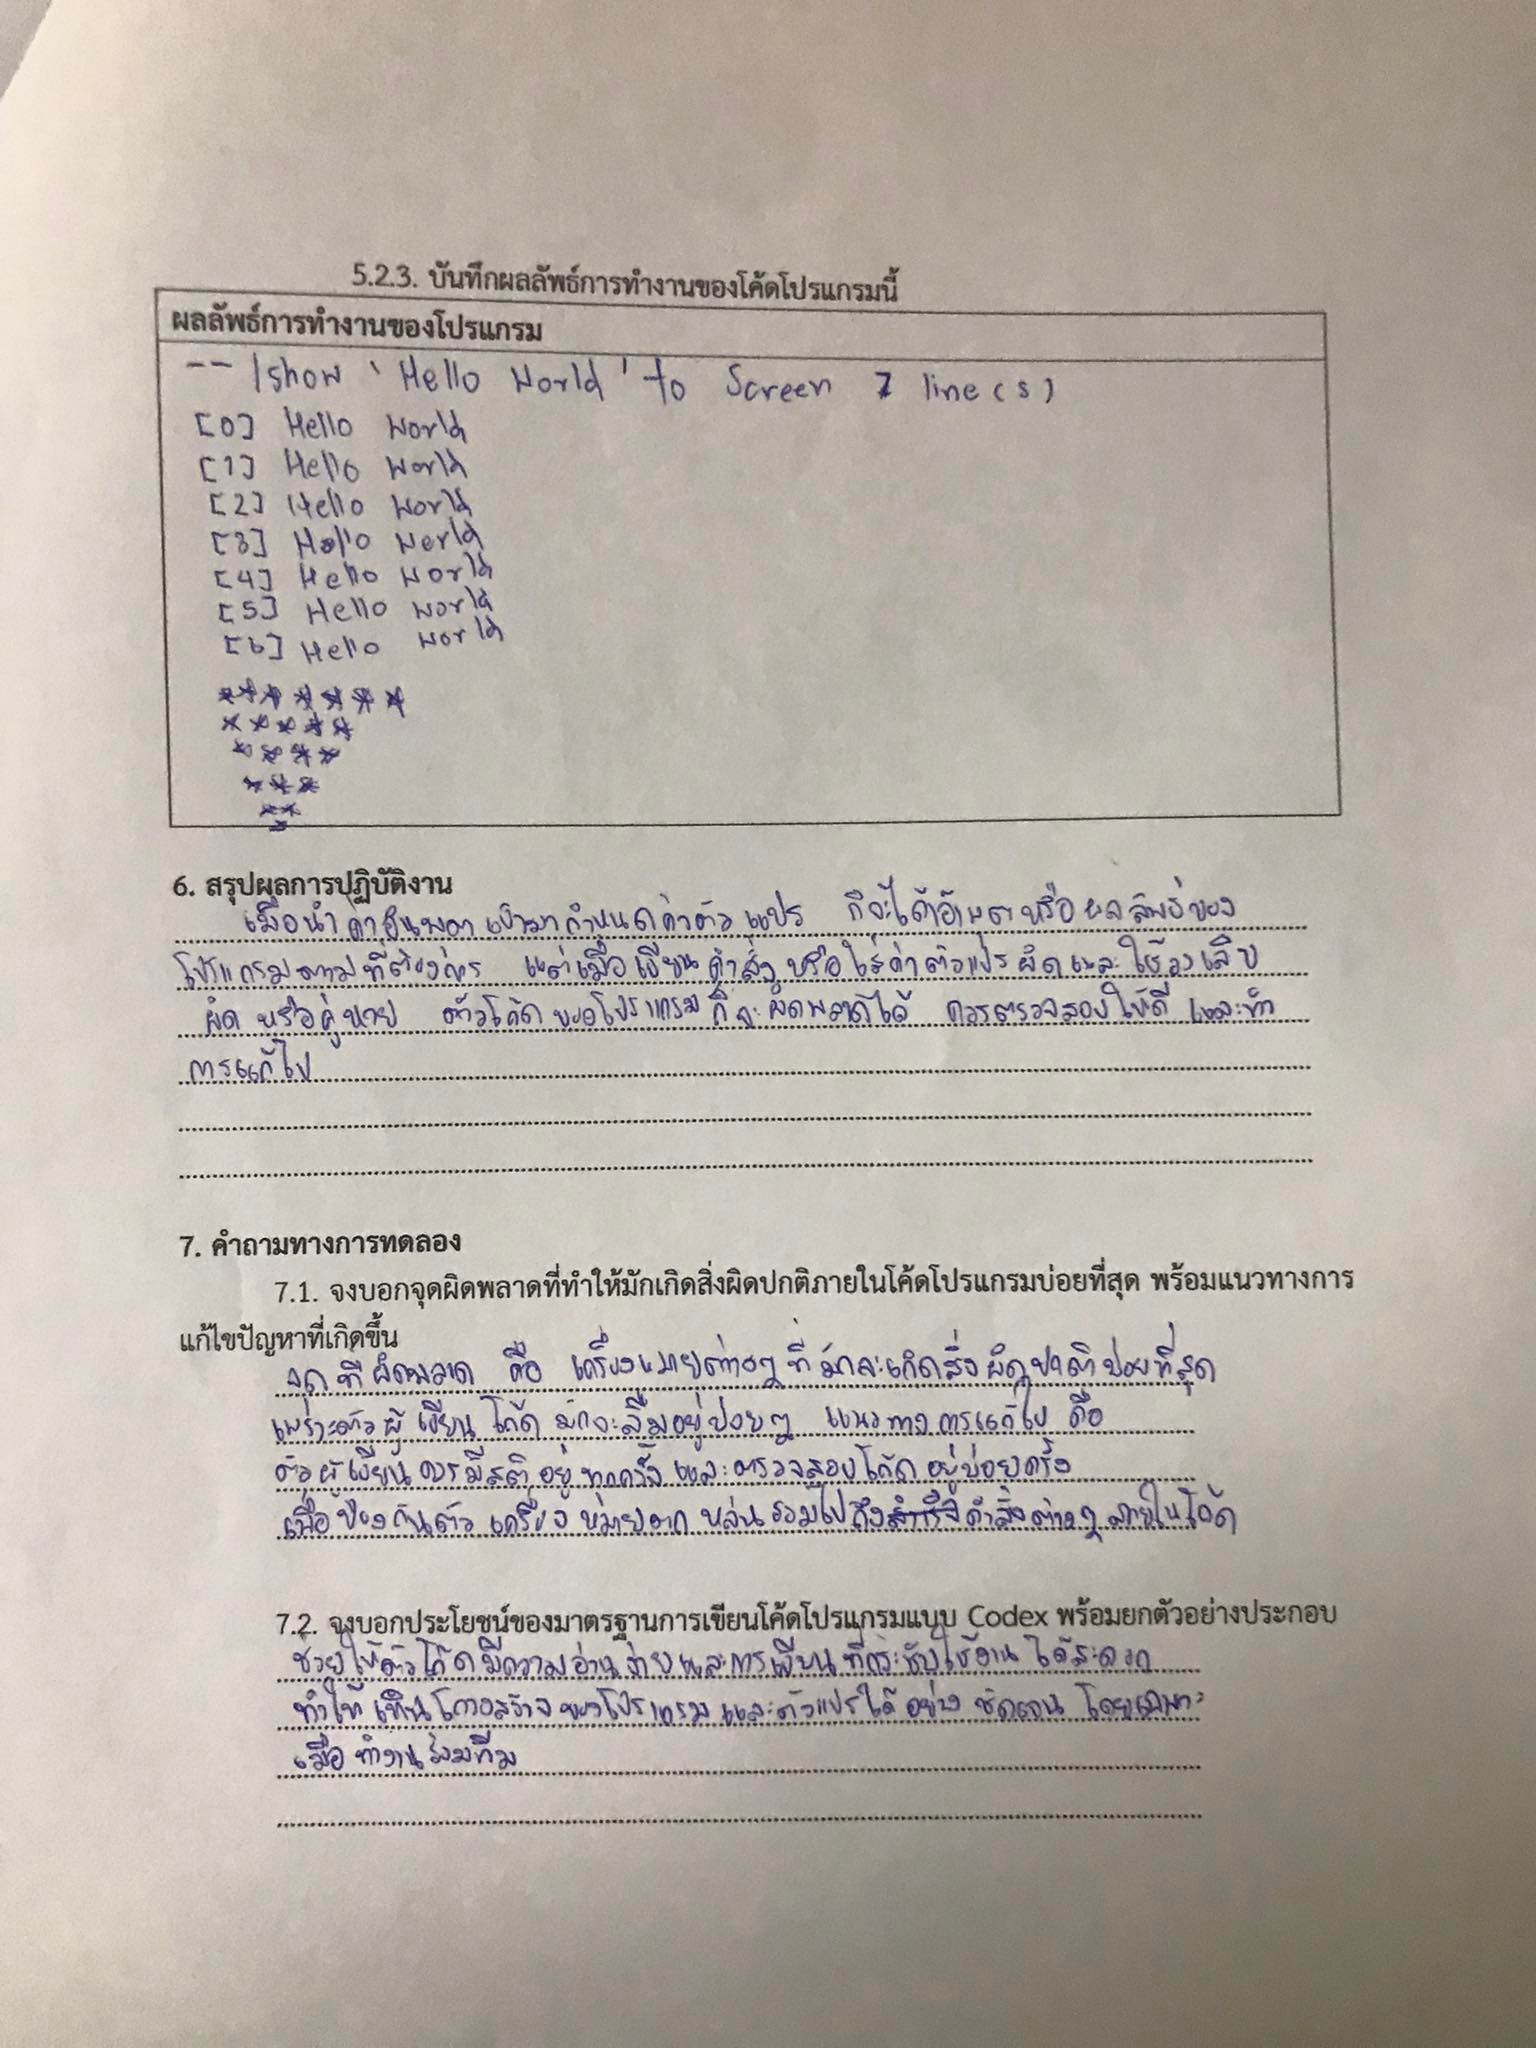 5.2.3. บันทึกผลลัพธ์การทำงานของโค้ดโปรแกรมนี้
ผลลัพธ์การทำงานของโปรแกรม
-- /show 'Hello World' to Screen 7 line(s)
[0] Hello World
[1] Hello World
[2] Hello World
[3] Hello World
[4] Hello World
[5] Hello World
[6] Hello World
*******
*****
****
***
**
*
6. สรุปผลการปฏิบัติงาน
เมื่อนำค่าอินพุตเข้ามากำหนดค่าตัวแปร ก็จะได้เอ้าพุตหรือผลลัพธ์ของ
โปรแกรมตามที่ต้องการ แต่เมื่อเขียนคำสั่งหรือใส่ค่าตัวแปรผิดและใช้วงเล็บ
ผิด หรือคู่หาย ตัวโค้ดของโปรแกรมก็จะผิดพลาดได้ ควรตรวจสอบให้ดี และทำ
การแก้ไข
7. คำถามทางการทดลอง
7.1. จงบอกจุดผิดพลาดที่ทำให้มักเกิดสิ่งผิดปกติภายในโค้ดโปรแกรมบ่อยที่สุด พร้อมแนวทางการ
แก้ไขปัญหาที่เกิดขึ้น
จุดที่ผิดพลาด คือ เครื่องหมายต่างๆ ที่มักจะเกิดสิ่งผิดปกติบ่อยที่สุด
เพราะตัวผู้เขียนโค้ด มักจะลืมอยู่บ่อยๆ แนวทางการแก้ไข คือ
ตัวผู้เขียนควรมีสติอยู่ทุกครั้ง และตรวจสอบโค้ดอยู่บ่อยครั้ง
เพื่อป้องกันตัวเครื่องหมายตกหล่นรวมไปถึงคำสั่งต่างๆ ภายในโค้ด
7.2. จงบอกประโยชน์ของมาตรฐานการเขียนโค้ดโปรแกรมแบบ Codex พร้อมยกตัวอย่างประกอบ
ช่วยให้ตัวโค้ดมีความอ่านง่ายและการเขียนที่กระชับใช้งานได้สะดวก
ทำให้เห็นโครงสร้างของโปรแกรมและตัวแปรได้อย่างชัดเจน โดยเฉพาะ
เมื่อทำงานร่วมทีม